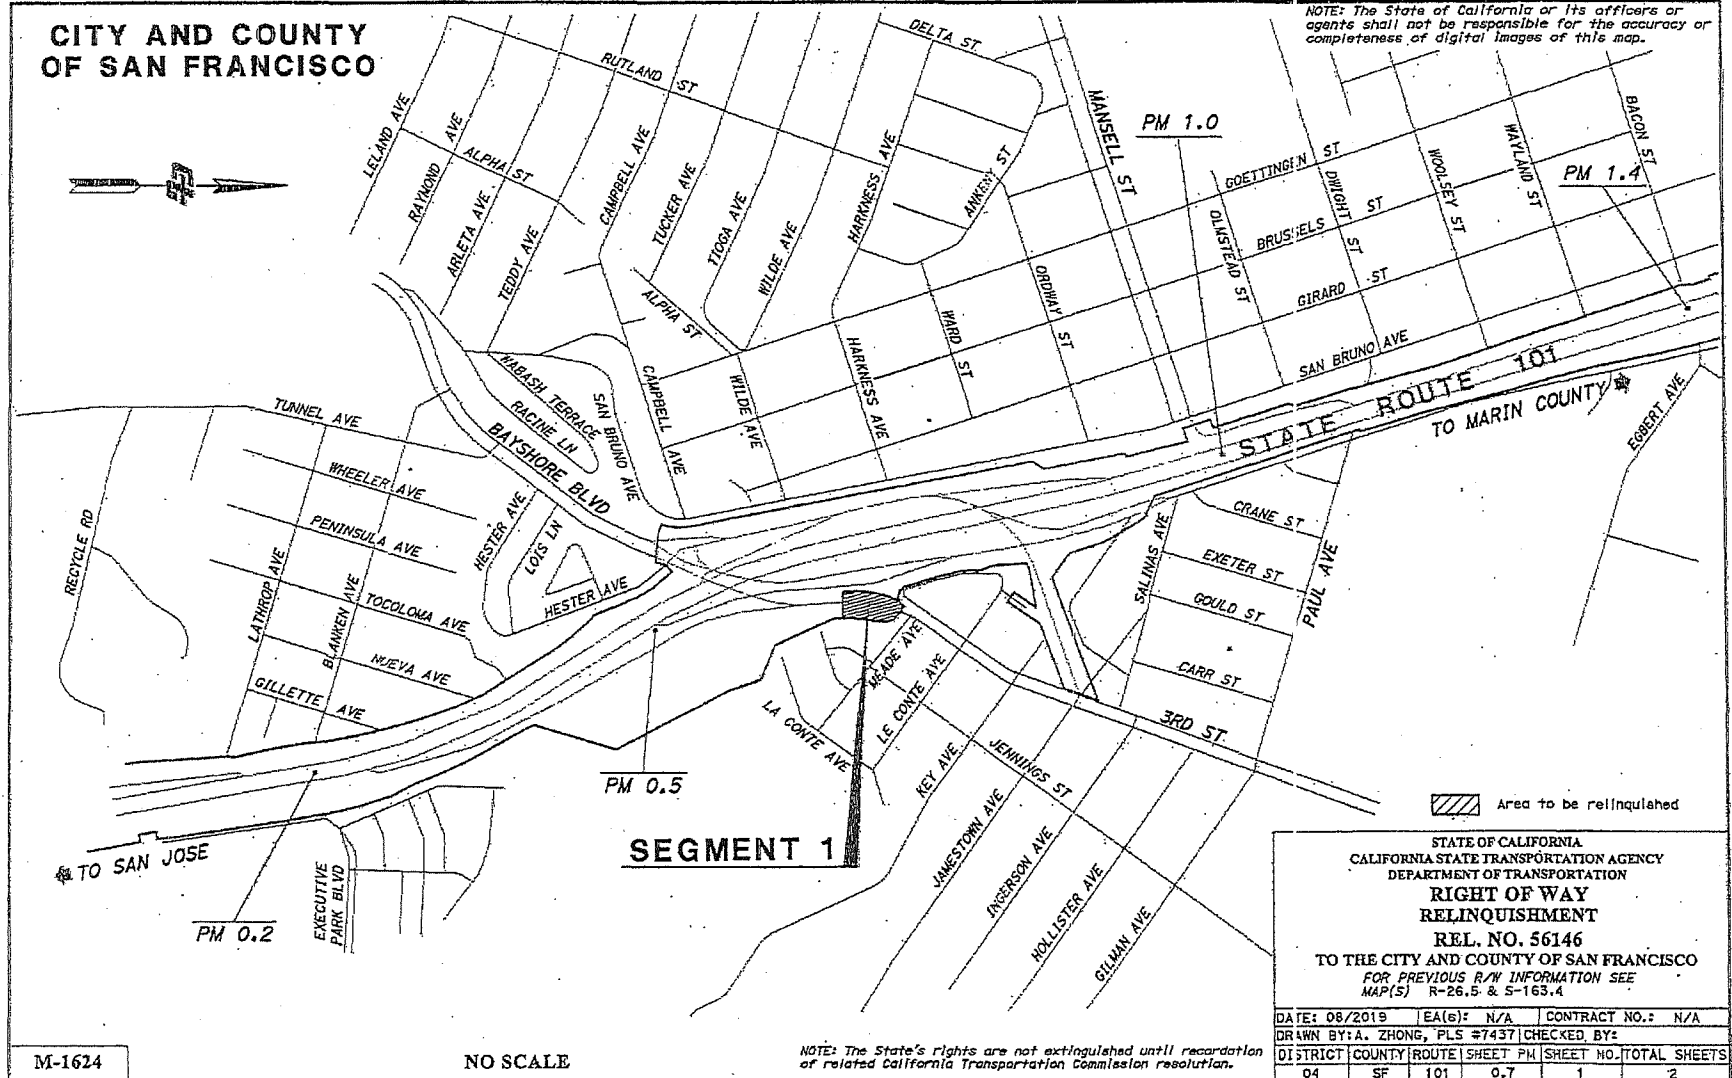 CITY AND COUNTY
OF SAN FRANCISCO
NOTE: The State of California or its officers or
agents shall not be responsible for the accuracy or
completeness of digital images of this map.
DELTA ST
RUTLAND ST
LELAND AVE
RAYMOND AVE
ALPHA ST
ARLETA AVE
TEDDY AVE
CAMPBELL AVE
TUCKER AVE
TIOGA AVE
WILDE AVE
HARKNESS AVE
ANKENY ST
MANSELL ST
PM 1.0
GOETTINGEN ST
DWIGHT ST
WOOLSEY ST
WAYLAND ST
BACON ST
PM 1.4
BRUSSELS ST
OLMSTEAD ST
GIRARD ST
ORDWAY ST
WARD ST
ALPHA ST
HARKNESS AVE
WILDE AVE
CAMPBELL AVE
SAN BRUNO AVE
STATE ROUTE 101
TO MARIN COUNTY
EGBERT AVE
HABASH TERRACE
RACINE LN
SAN BRUNO AVE
BAYSHORE BLVD
TUNNEL AVE
WHEELER AVE
PENINSULA AVE
RECYCLE RD
LATHROP AVE
BLANKEN AVE
TOCOLOMA AVE
NUEVA AVE
GILLETTE AVE
HESTER AVE
LOIS LN
HESTER AVE
CRANE ST
EXETER ST
GOULD ST
CARR ST
SALINAS AVE
PAUL AVE
MEADE AVE
LE CONTE AVE
LA CONTE AVE
3RD ST
JENNINGS ST
KEY AVE
JAMESTOWN AVE
INGERSON AVE
HOLLISTER AVE
GILMAN AVE
PM 0.5
SEGMENT 1
TO SAN JOSE
PM 0.2
EXECUTIVE
PARK BLVD
Area to be relinquished
STATE OF CALIFORNIA
CALIFORNIA STATE TRANSPORTATION AGENCY
DEPARTMENT OF TRANSPORTATION
RIGHT OF WAY
RELINQUISHMENT
REL. NO. 56146
TO THE CITY AND COUNTY OF SAN FRANCISCO
FOR PREVIOUS R/W INFORMATION SEE
MAP(S) R-26.5 & S-163.4
DATE: 08/2019 EA(s): N/A CONTRACT NO.: N/A
DRAWN BY: A. ZHONG, PLS #7437 CHECKED BY:
DISTRICT COUNTY ROUTE SHEET PM SHEET NO. TOTAL SHEETS
04 SF 101 0.7 1 2
M-1624
NO SCALE
NOTE: The State's rights are not extinguished until recordation
of related California Transportation Commission resolution.